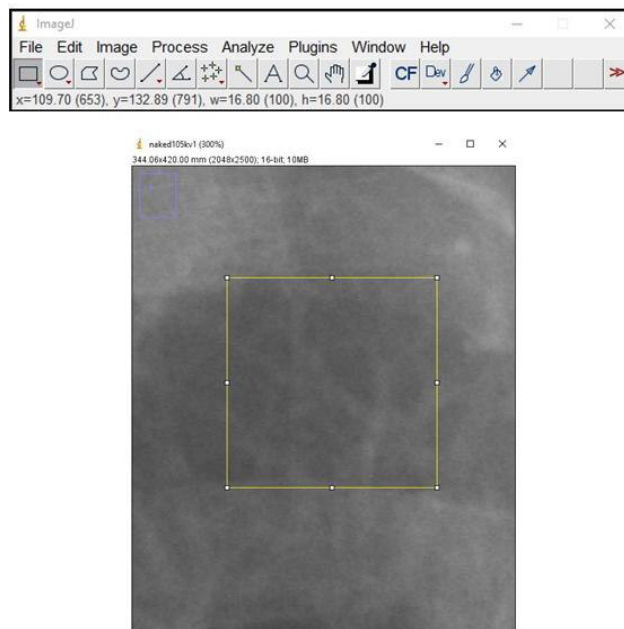 ImageJ
File Edit Image Process Analyze Plugins Window Help
A CF Dev
x=109.70 (653), y=132.89 (791), w=16.80 (100), h=16.80 (100)
naked105kv1 (300%)
344.06x420.00 mm (2048x2500); 16-bit; 10MB